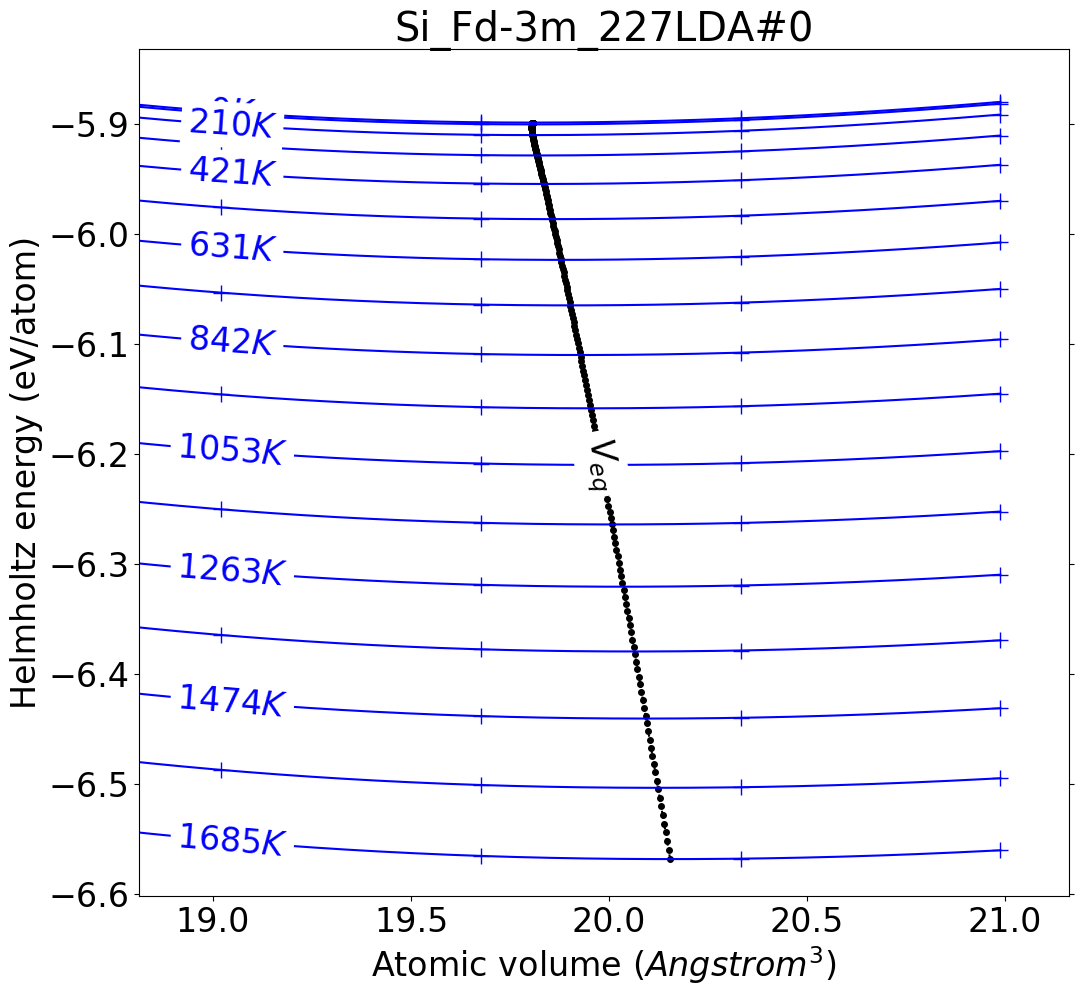 Si_Fd-3m_227LDA#0
Helmholtz energy (eV/atom)
−5.9
−6.0
−6.1
−6.2
−6.3
−6.4
−6.5
−6.6
210K
421K
631K
842K
1053K
1263K
1474K
1685K
V_eq
19.0
19.5
20.0
20.5
21.0
Atomic volume (Angstrom³)